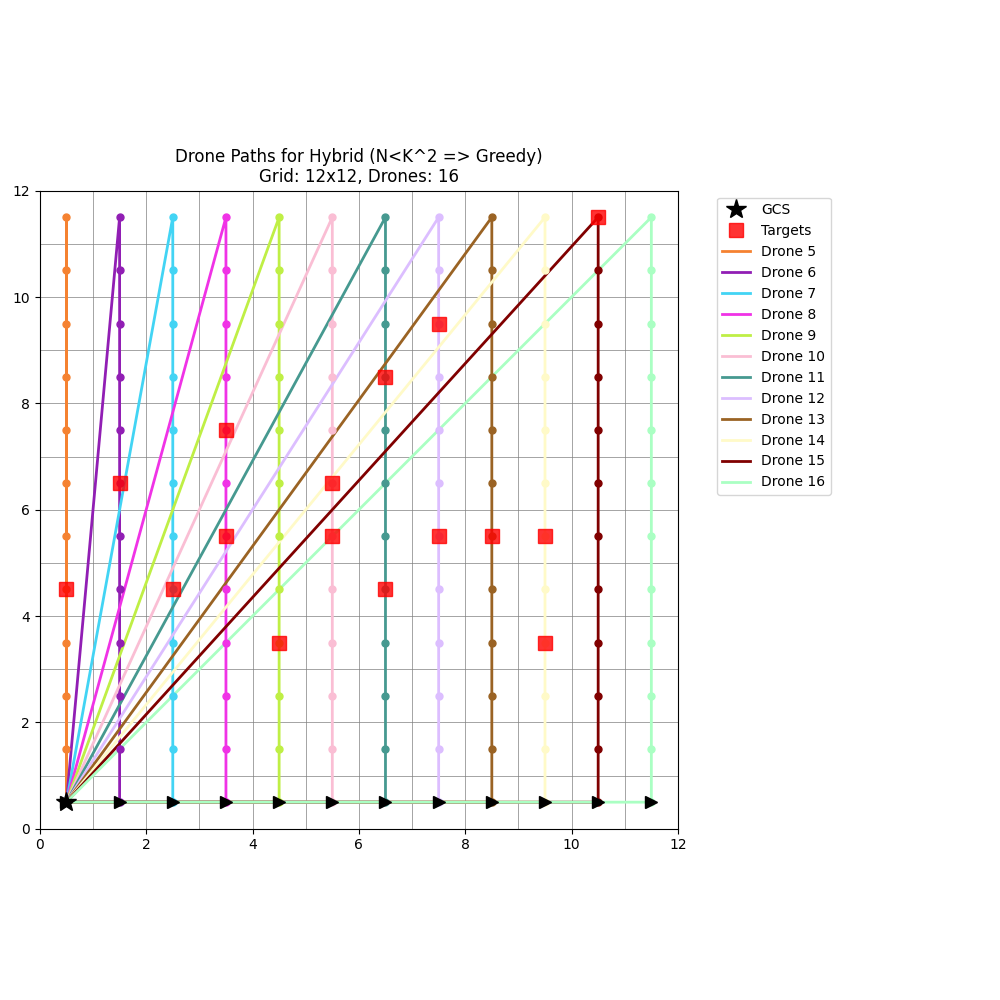 Drone Paths for Hybrid (N<K^2 => Greedy)
Grid: 12x12, Drones: 16
12
10
8
6
4
2
0
0 2 4 6 8 10 12
GCS
Targets
Drone 5
Drone 6
Drone 7
Drone 8
Drone 9
Drone 10
Drone 11
Drone 12
Drone 13
Drone 14
Drone 15
Drone 16